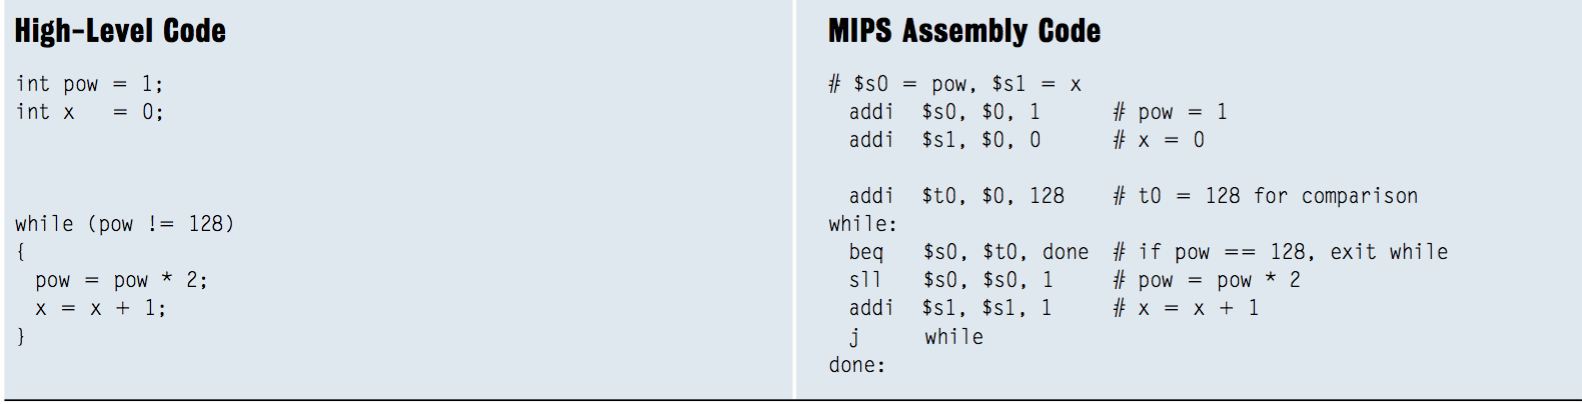 High-Level Code
int pow = 1;
int x   = 0;
while (pow != 128)
{
  pow = pow * 2;
  x = x + 1;
}
MIPS Assembly Code
# $s0 = pow, $s1 = x
  addi  $s0, $0, 1      # pow = 1
  addi  $s1, $0, 0      # x = 0
  addi  $t0, $0, 128    # t0 = 128 for comparison
while:
  beq   $s0, $t0, done  # if pow == 128, exit while
  sll   $s0, $s0, 1     # pow = pow * 2
  addi  $s1, $s1, 1     # x = x + 1
  j     while
done: